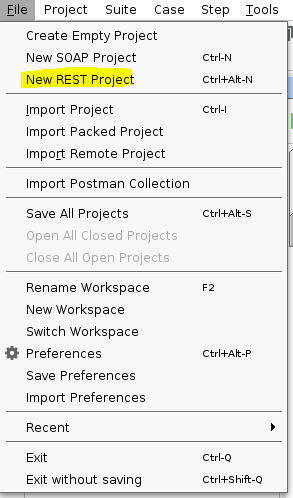 File Project Suite Case Step Tools
Create Empty Project
New SOAP Project Ctrl-N
New REST Project Ctrl+Alt-N
Import Project Ctrl-I
Import Packed Project
Import Remote Project
Import Postman Collection
Save All Projects Ctrl+Alt-S
Open All Closed Projects
Close All Open Projects
Rename Workspace F2
New Workspace
Switch Workspace
Preferences Ctrl+Alt-P
Save Preferences
Import Preferences
Recent
Exit Ctrl-Q
Exit without saving Ctrl+Shift-Q